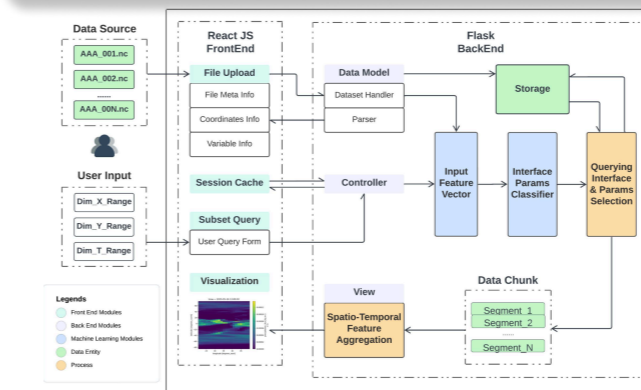 Data Source
AAA_001.nc
AAA_002.nc
......
AAA_00N.nc
User Input
Dim_X_Range
Dim_Y_Range
Dim_T_Range
Legends
Front End Modules
Back End Modules
Machine Learning Modules
Data Entity
Process
React JS
FrontEnd
File Upload
File Meta Info
Coordinates Info
Variable Info
Session Cache
Subset Query
User Query Form
Visualization
Flask
BackEnd
Data Model
Dataset Handler
Parser
Controller
Storage
Input
Feature
Vector
Interface
Params
Classifier
Querying
Interface
& Params
Selection
View
Spatio-Temporal
Feature
Aggregation
Data Chunk
Segment_1
Segment_2
......
Segment_N